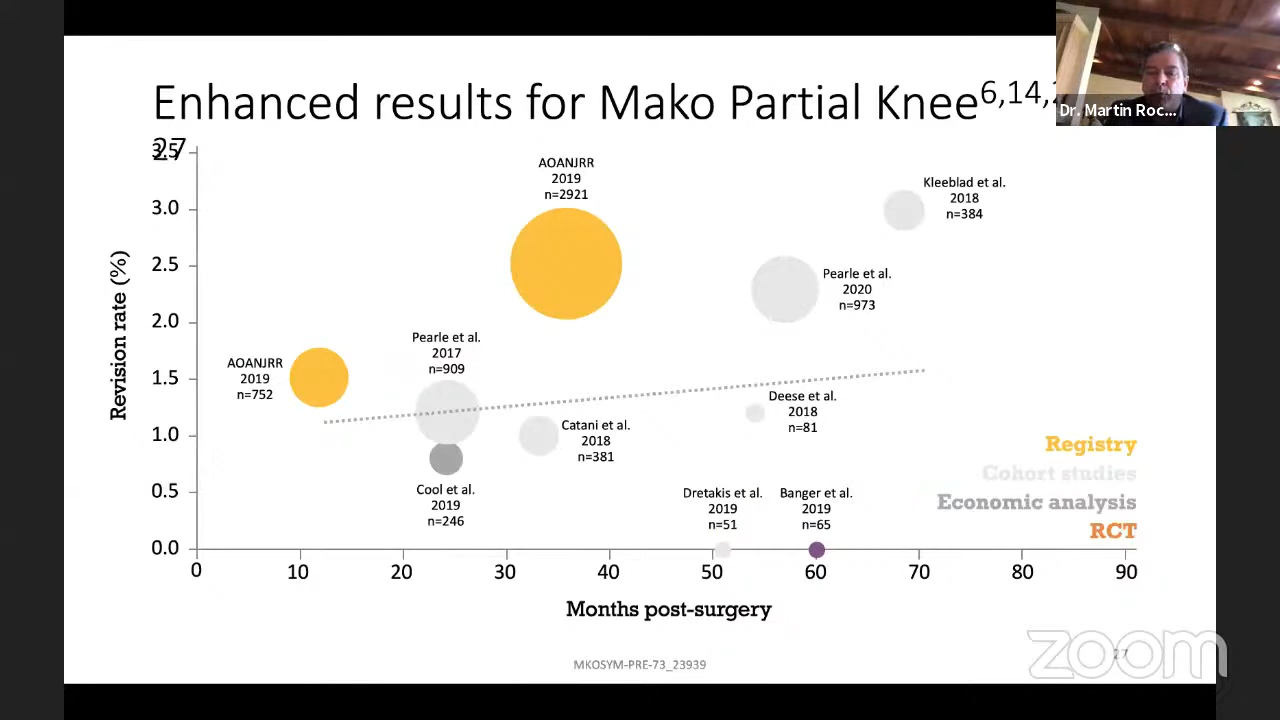 Enhanced results for Mako Partial Knee6,14,
27
3.5
3.0
2.5
2.0
1.5
1.0
0.5
0.0
Revision rate (%)
0 10 20 30 40 50 60 70 80 90
Months post-surgery
AOANJRR
2019
n=752
AOANJRR
2019
n=2921
Pearle et al.
2017
n=909
Cool et al.
2019
n=246
Catani et al.
2018
n=381
Kleeblad et al.
2018
n=384
Pearle et al.
2020
n=973
Deese et al.
2018
n=81
Dretakis et al.
2019
n=51
Banger et al.
2019
n=65
Registry
Cohort studies
Economic analysis
RCT
MKOSYM-PRE-73_23939
27
zoom
Dr. Martin Roc...